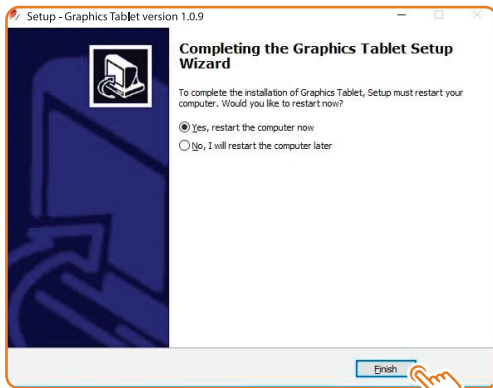 Setup - Graphics Tablet version 1.0.9
Completing the Graphics Tablet Setup
Wizard
To complete the installation of Graphics Tablet, Setup must restart your
computer. Would you like to restart now?
Yes, restart the computer now
No, I will restart the computer later
Finish